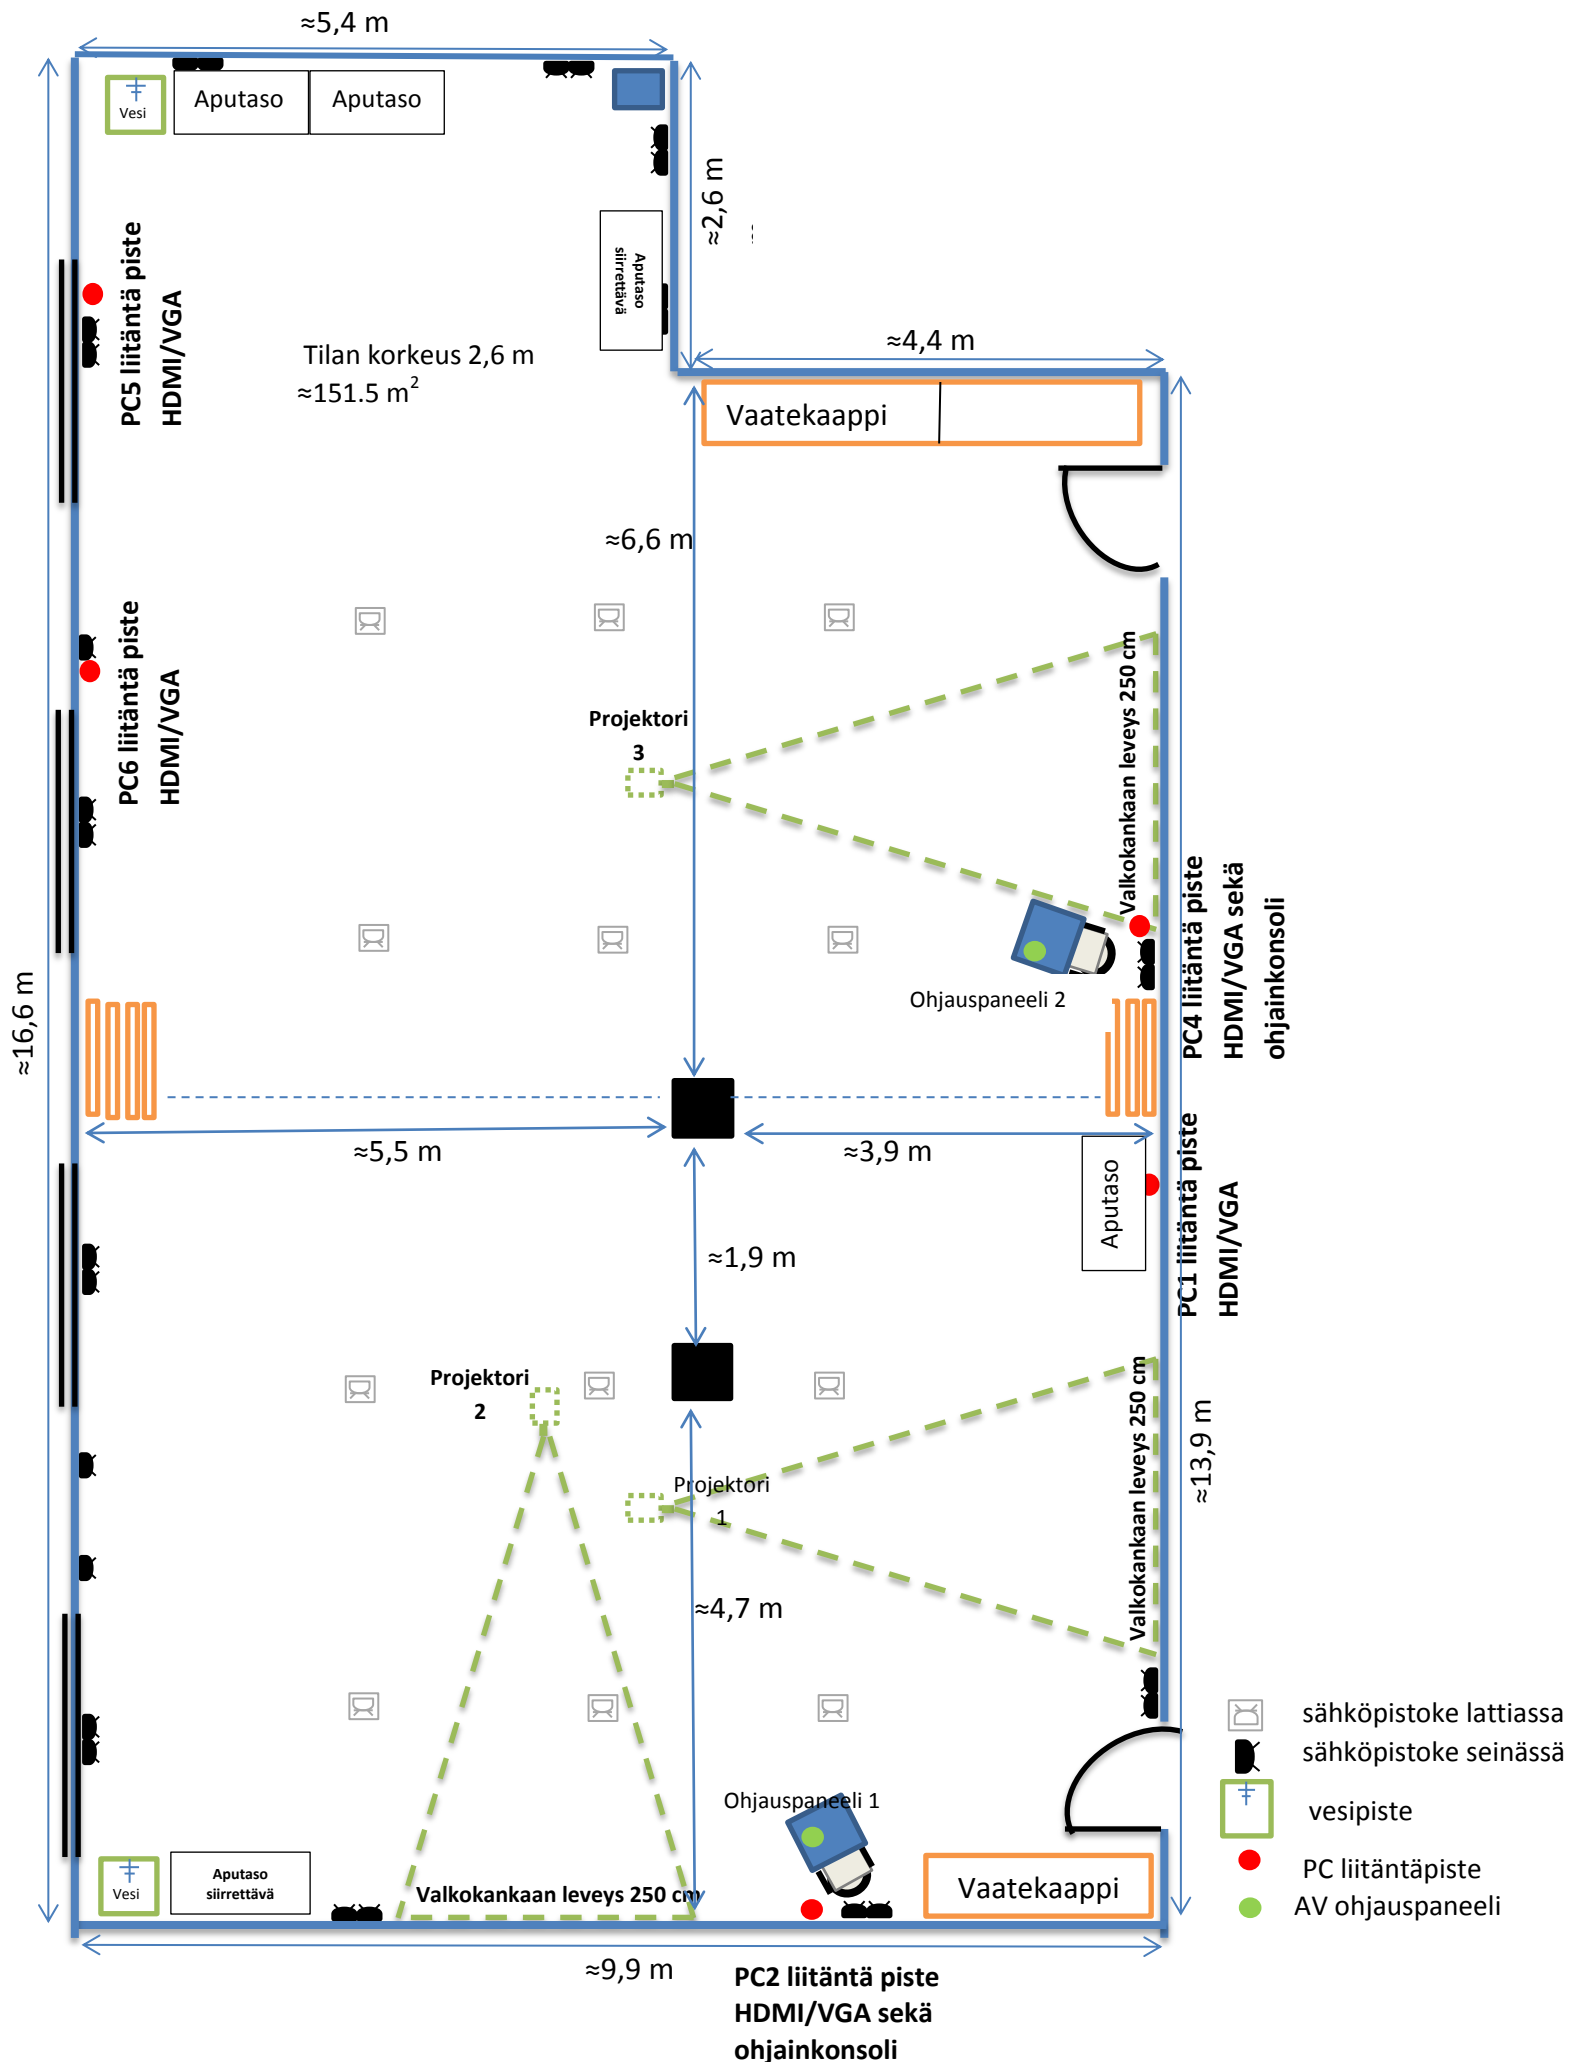 ≈5,4 m
Vesi
Aputaso
Aputaso
≈2,6 m
Aputaso
siirrettävä
PC5 liitäntä piste
HDMI/VGA
Tilan korkeus 2,6 m
≈151.5 m²
≈4,4 m
Vaatekaappi
≈6,6 m
PC6 liitäntä piste
HDMI/VGA
Projektori
3
Valkokankaan leveys 250 cm
PC4 liitäntä piste
HDMI/VGA sekä
ohjainkonsoli
Ohjauspaneeli 2
≈16,6 m
≈5,5 m
≈3,9 m
Aputaso
PC1 liitäntä piste
HDMI/VGA
≈1,9 m
Projektori
2
Valkokankaan leveys 250 cm
≈13,9 m
Projektori
1
≈4,7 m
sähköpistoke lattiassa
sähköpistoke seinässä
Ohjauspaneeli 1
vesipiste
Vesi
Aputaso
siirrettävä
Valkokankaan leveys 250 cm
Vaatekaappi
PC liitäntäpiste
AV ohjauspaneeli
≈9,9 m
PC2 liitäntä piste
HDMI/VGA sekä
ohjainkonsoli